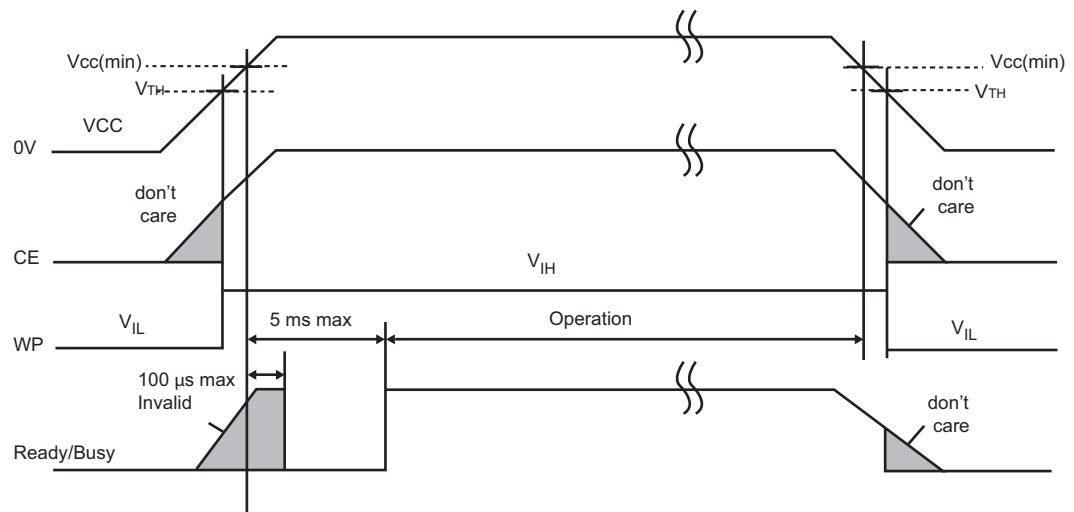 Vcc(min)
Vcc(min)
VTH
VTH
VCC
0V
don't
care
don't
care
CE
VIH
5 ms max
Operation
VIL
VIL
WP
100 µs max
Invalid
don't
care
Ready/Busy